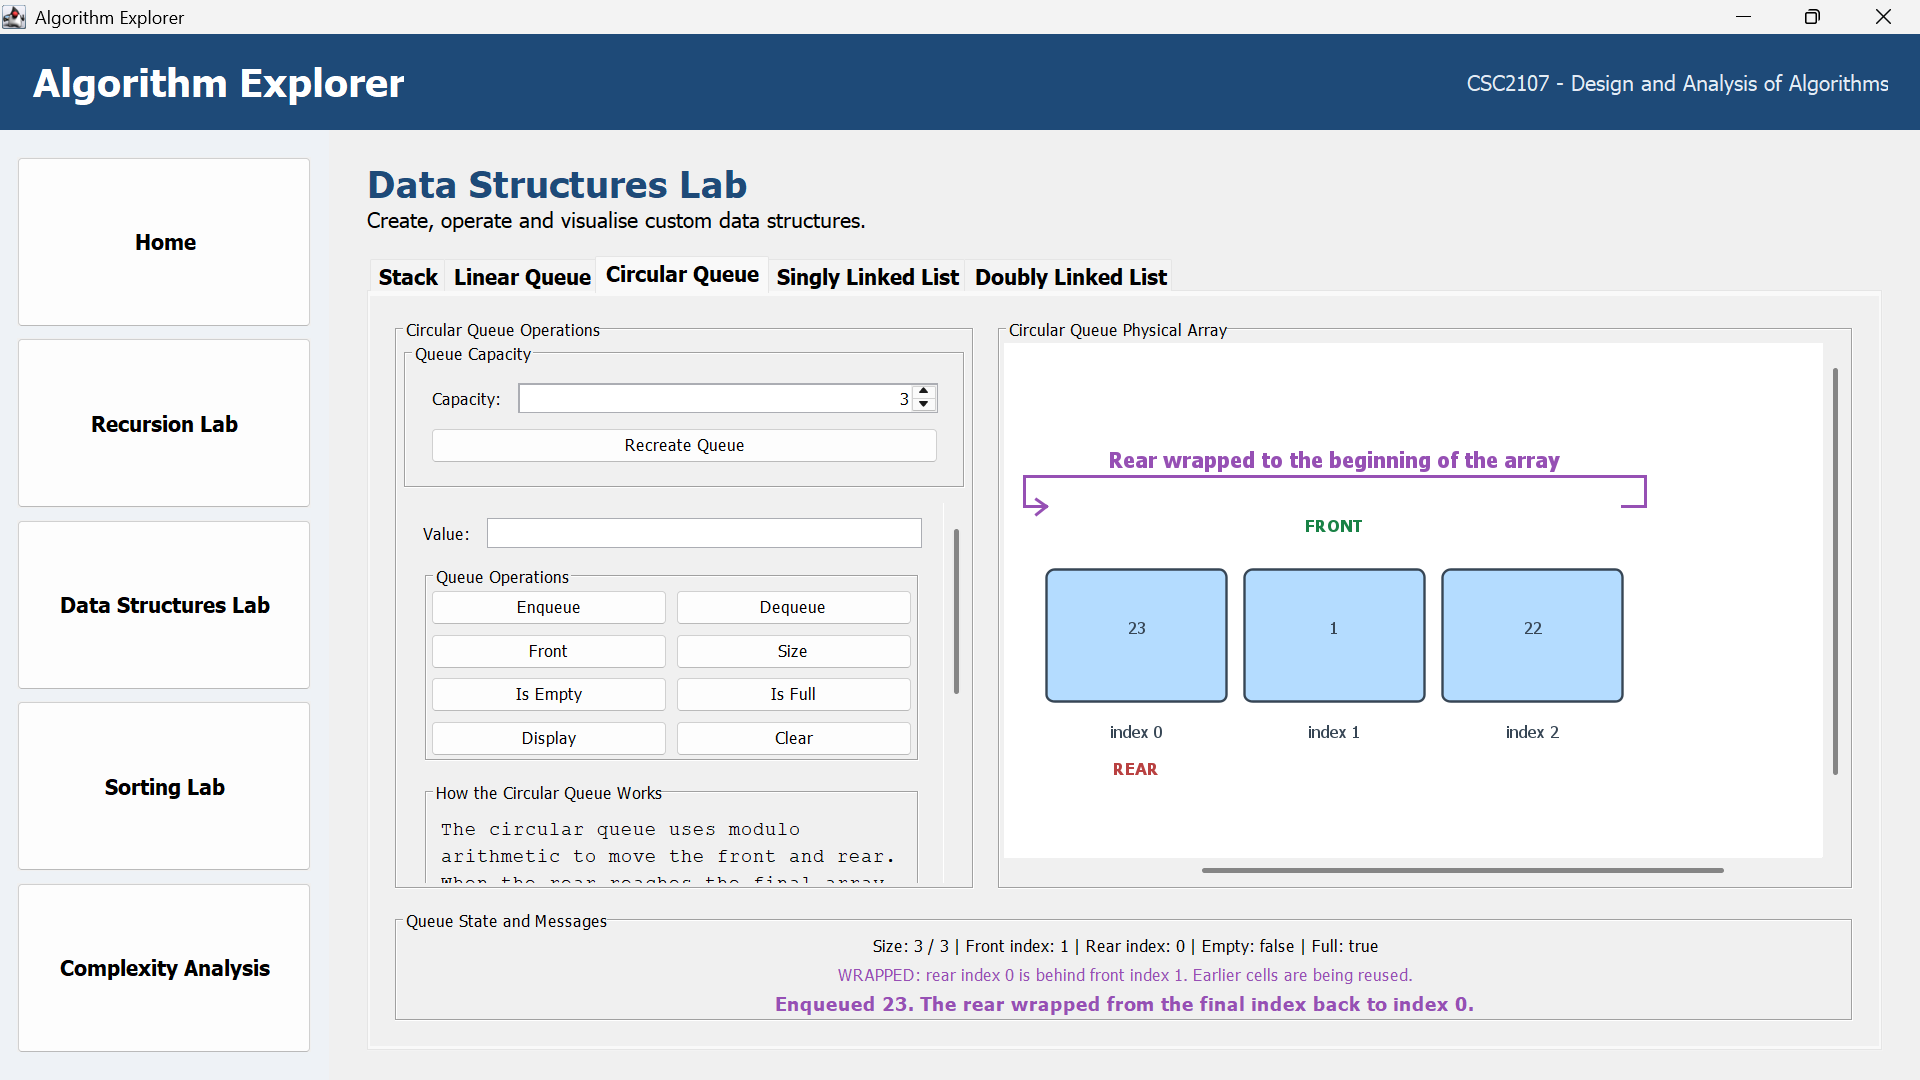 Algorithm Explorer
Algorithm Explorer
CSC2107 - Design and Analysis of Algorithms
Home
Recursion Lab
Data Structures Lab
Sorting Lab
Complexity Analysis
Data Structures Lab
Create, operate and visualise custom data structures.
Stack Linear Queue Circular Queue Singly Linked List Doubly Linked List
Circular Queue Operations
Queue Capacity
Capacity: 3
Recreate Queue
Value:
Queue Operations
Enqueue Dequeue
Front Size
Is Empty Is Full
Display Clear
How the Circular Queue Works
The circular queue uses modulo
arithmetic to move the front and rear.
When the rear reaches the final array
Circular Queue Physical Array
Rear wrapped to the beginning of the array
FRONT
23 1 22
index 0 index 1 index 2
REAR
Queue State and Messages
Size: 3 / 3 | Front index: 1 | Rear index: 0 | Empty: false | Full: true
WRAPPED: rear index 0 is behind front index 1. Earlier cells are being reused.
Enqueued 23. The rear wrapped from the final index back to index 0.